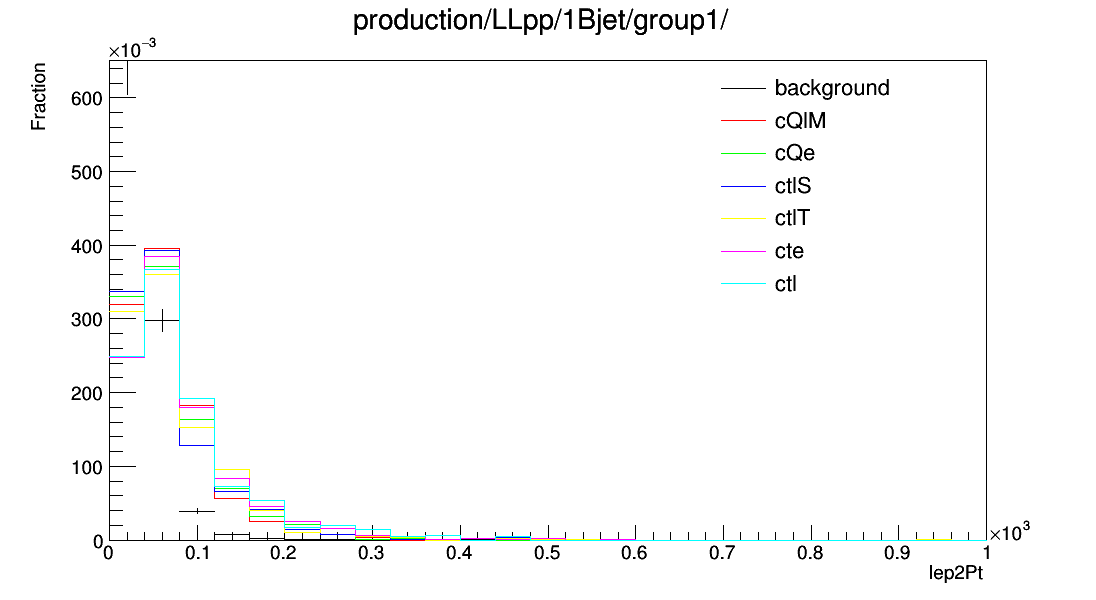 production/LLpp/1Bjet/group1/
×10⁻³
Fraction
600
500
400
300
200
100
0
background
cQlM
cQe
ctlS
ctlT
cte
ctl
0 0.1 0.2 0.3 0.4 0.5 0.6 0.7 0.8 0.9 1
×10³
lep2Pt